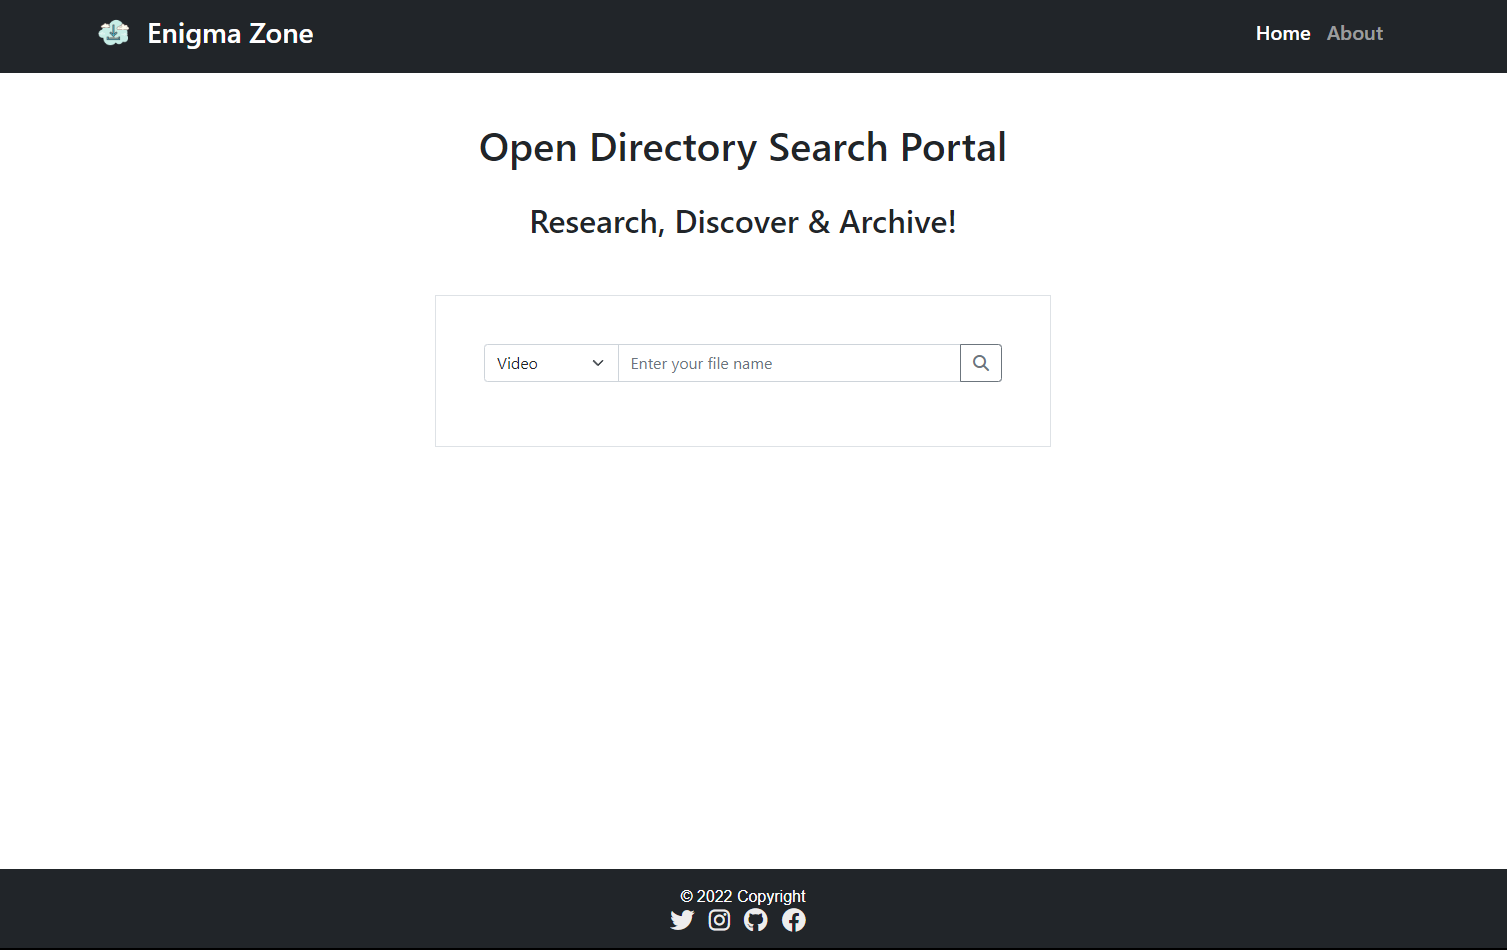 Enigma Zone
Home About
Open Directory Search Portal
Research, Discover & Archive!
Video
Enter your file name
© 2022 Copyright